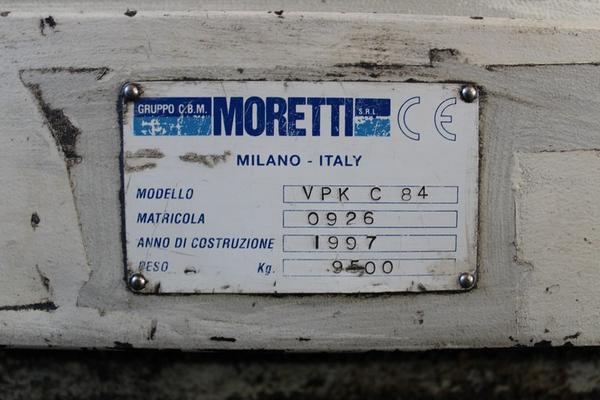 GRUPPO C.B.M. MORETTI S.R.L. CE
MILANO - ITALY
MODELLO VPK C 84
MATRICOLA 0926
ANNO DI COSTRUZIONE 1997
PESO Kg. 9500